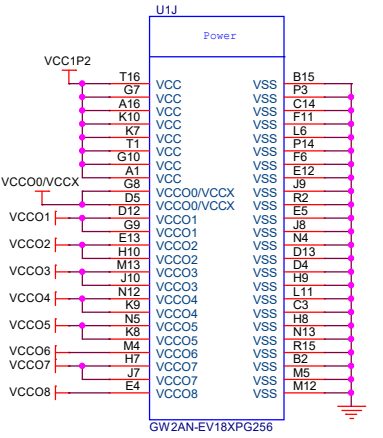 U1J
Power
VCC1P2
T16 VCC VSS B15
G7 VCC VSS P3
A16 VCC VSS C14
K10 VCC VSS F11
K7 VCC VSS L6
T1 VCC VSS P14
G10 VCC VSS F6
A1 VCC VSS E12
VCCO0/VCCX G8 VCCO0/VCCX VSS J9
D5 VCCO0/VCCX VSS R2
VCCO1 D12 VCCO1 VSS E5
G9 VCCO1 VSS J8
VCCO2 E13 VCCO2 VSS N4
H10 VCCO2 VSS D13
VCCO3 M13 VCCO3 VSS D4
J10 VCCO3 VSS H9
VCCO4 N12 VCCO4 VSS L11
K9 VCCO4 VSS C3
VCCO5 N5 VCCO5 VSS H8
K8 VCCO5 VSS N13
VCCO6 M4 VCCO6 VSS R15
VCCO7 H7 VCCO7 VSS B2
J7 VCCO7 VSS M5
VCCO8 E4 VCCO8 VSS M12
GW2AN-EV18XPG256